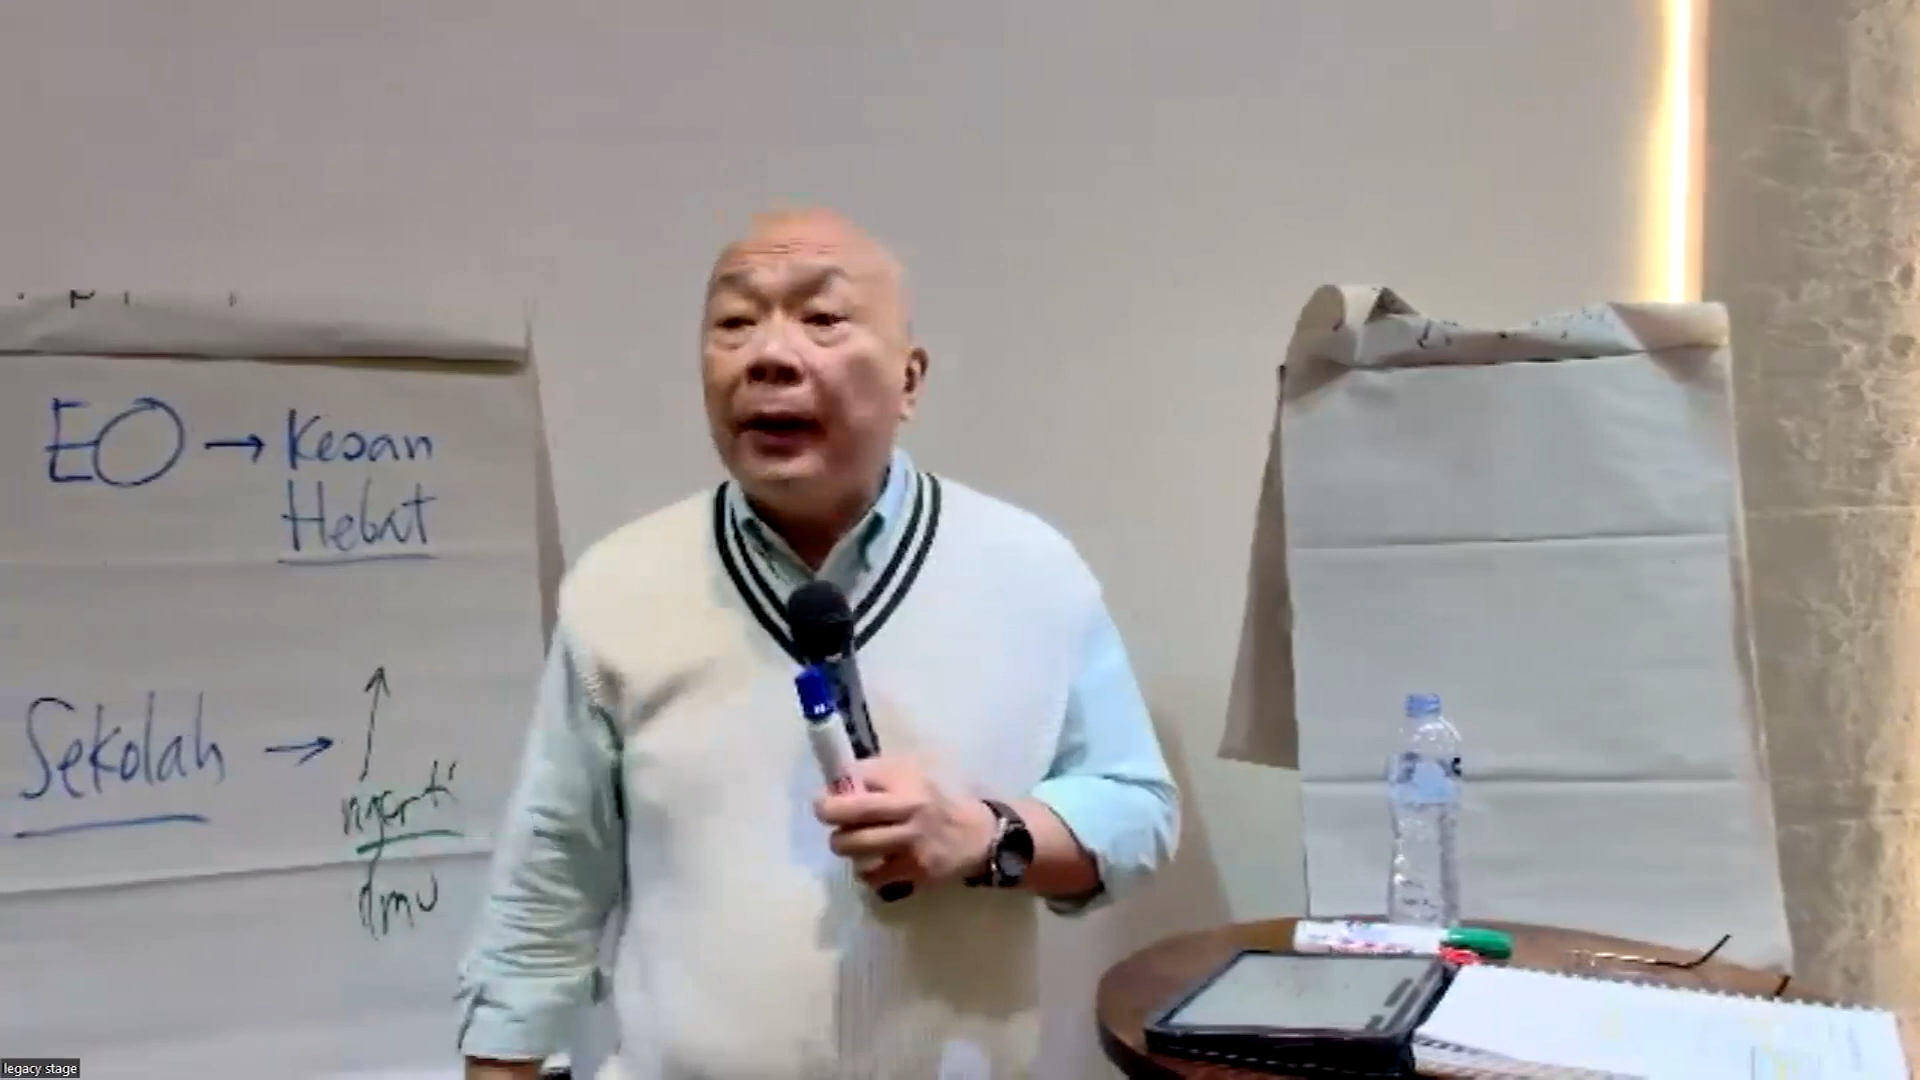 EO → Kesan
Hebat
Sekolah →
ngerti
ilmu
legacy stage